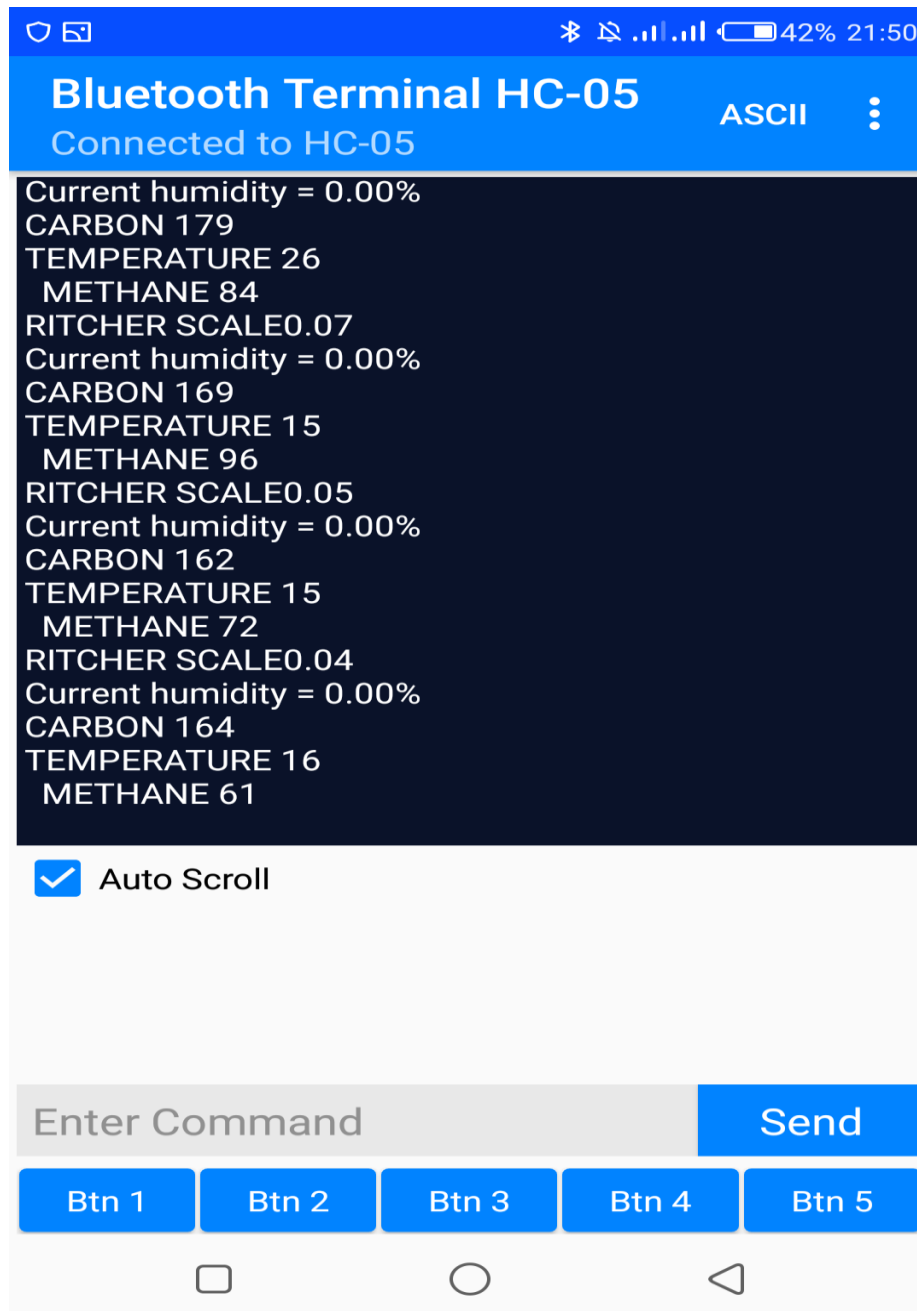 42% 21:50
Bluetooth Terminal HC-05
ASCII
Connected to HC-05
Current humidity = 0.00%
CARBON 179
TEMPERATURE 26
METHANE 84
RITCHER SCALE0.07
Current humidity = 0.00%
CARBON 169
TEMPERATURE 15
METHANE 96
RITCHER SCALE0.05
Current humidity = 0.00%
CARBON 162
TEMPERATURE 15
METHANE 72
RITCHER SCALE0.04
Current humidity = 0.00%
CARBON 164
TEMPERATURE 16
METHANE 61
Auto Scroll
Enter Command
Send
Btn 1 Btn 2 Btn 3 Btn 4 Btn 5